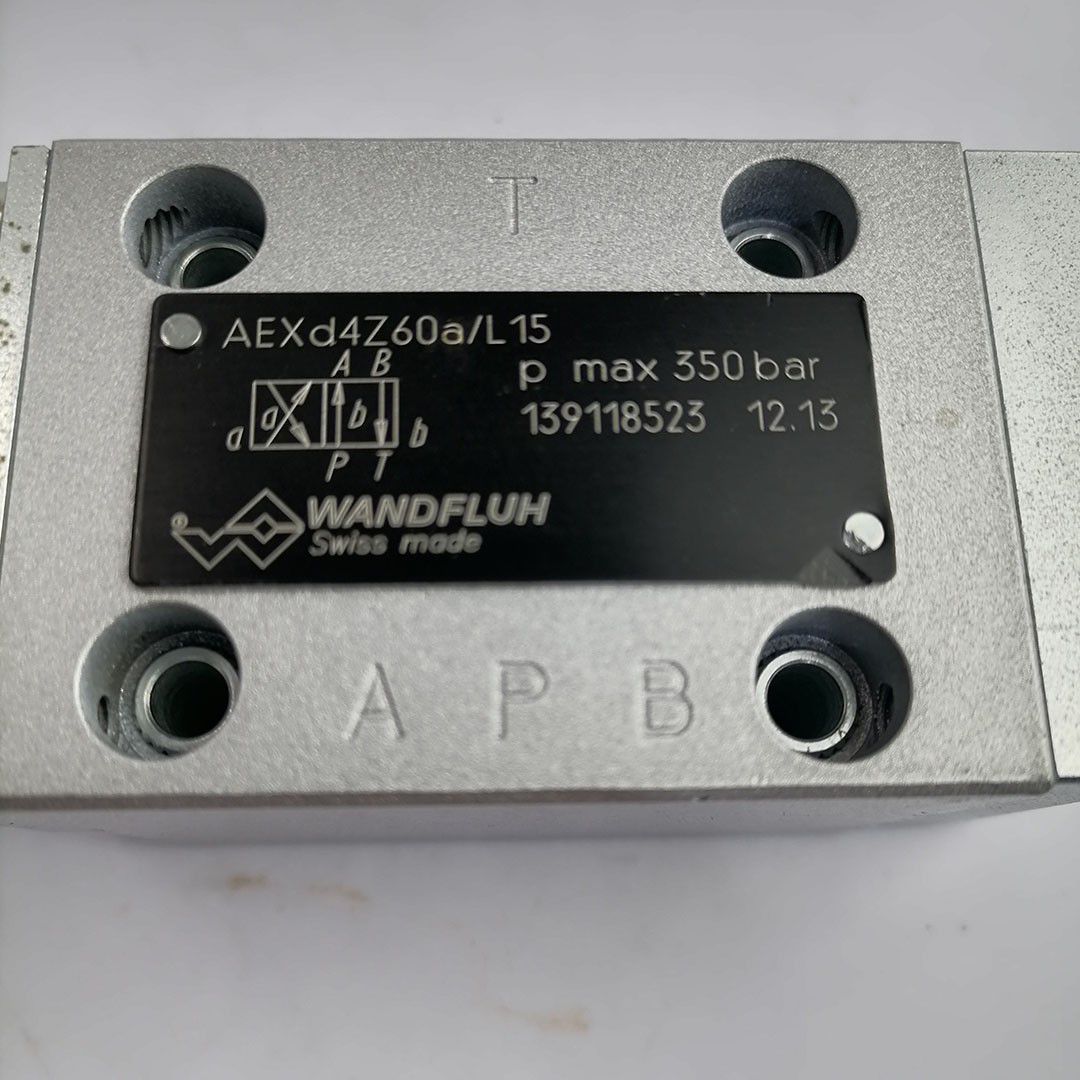 T
AEXd4Z60a/L15
A B
p max 350 bar
a a b b
139118523 12.13
P T
WANDFLUH
Swiss made
A P B